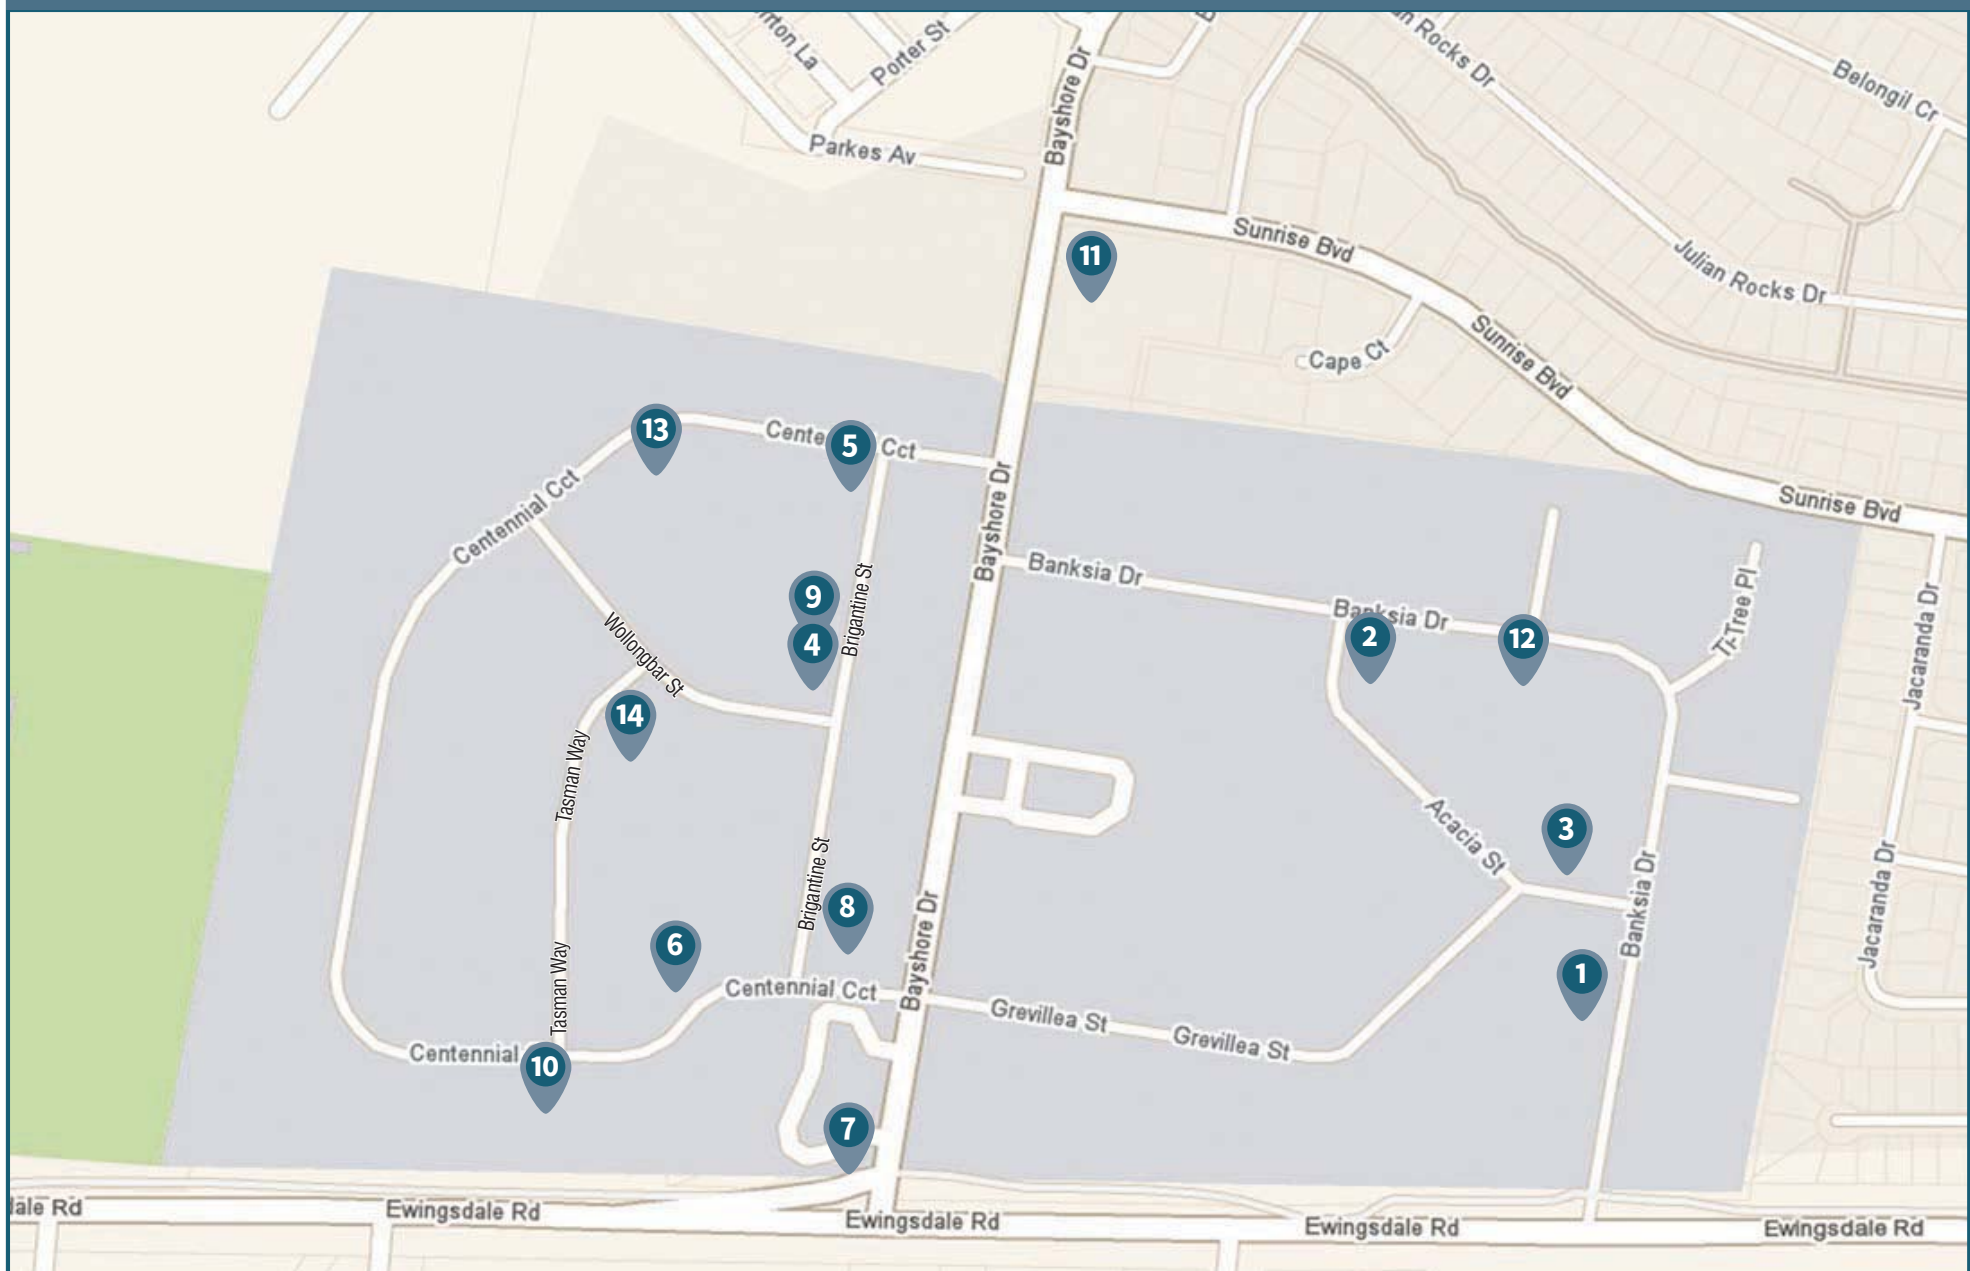 Porter St
Bayshore Dr
Rocks Dr
Belongil Cr
Parkes Av
Sunrise Bvd
11
Julian Rocks Dr
Cape Ct
Sunrise Bvd
13
5
Cct
Centennial Cct
Bayshore Dr
Sunrise Bvd
Banksia Dr
9
4
Brigantine St
Wollongbar St
Banksia Dr
2
12
Ti-Tree Pl
Jacaranda Dr
14
Tasman Way
Acacia St
3
Brigantine St
8
Bayshore Dr
Banksia Dr
Jacaranda Dr
6
Tasman Way
Centennial Cct
1
Grevillea St
Grevillea St
Centennial
10
7
Rd
Ewingsdale Rd
Ewingsdale Rd
Ewingsdale Rd
Ewingsdale Rd